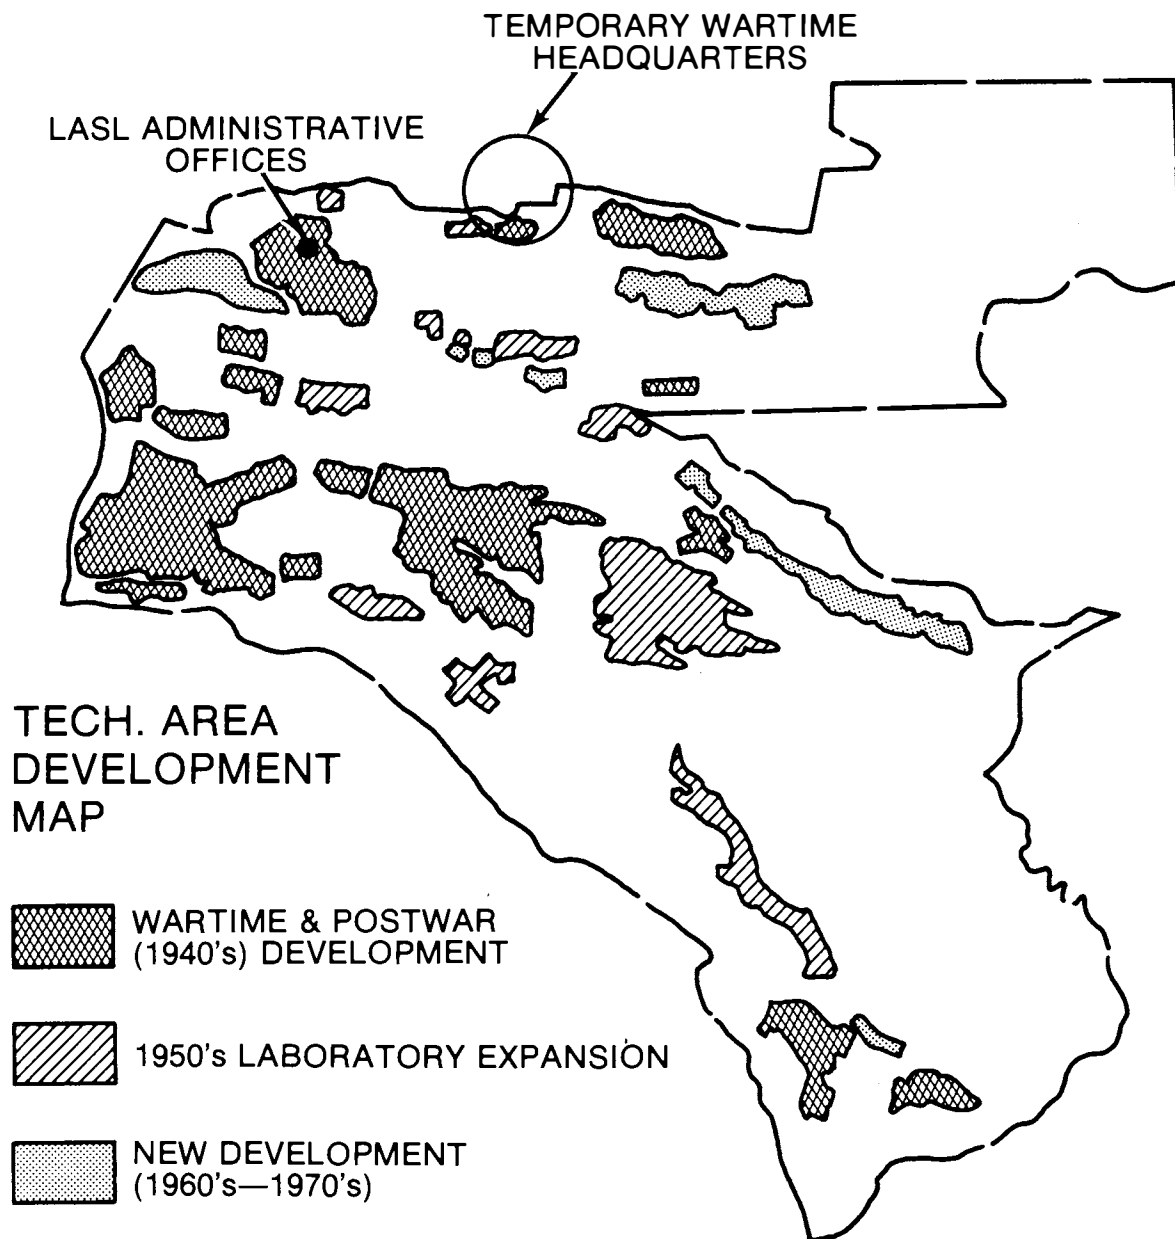 TEMPORARY WARTIME
HEADQUARTERS
LASL ADMINISTRATIVE
OFFICES
TECH. AREA
DEVELOPMENT
MAP
WARTIME & POSTWAR
(1940's) DEVELOPMENT
1950's LABORATORY EXPANSION
NEW DEVELOPMENT
(1960's—1970's)